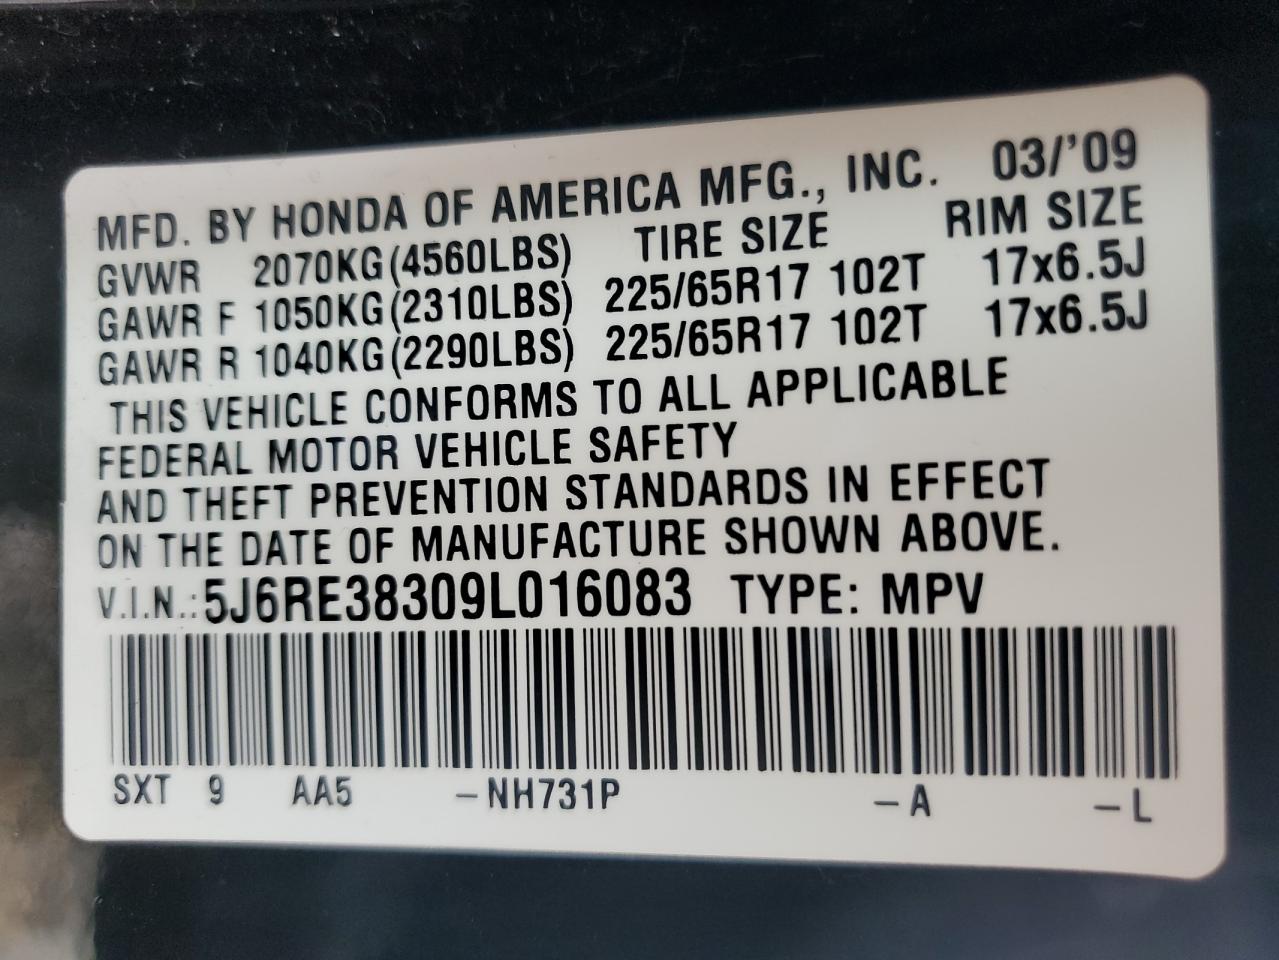 MFD. BY HONDA OF AMERICA MFG., INC. 03/'09
GVWR 2070KG(4560LBS) TIRE SIZE RIM SIZE
GAWR F 1050KG(2310LBS) 225/65R17 102T 17x6.5J
GAWR R 1040KG(2290LBS) 225/65R17 102T 17x6.5J
THIS VEHICLE CONFORMS TO ALL APPLICABLE
FEDERAL MOTOR VEHICLE SAFETY
AND THEFT PREVENTION STANDARDS IN EFFECT
ON THE DATE OF MANUFACTURE SHOWN ABOVE.
V.I.N.:5J6RE38309L016083 TYPE: MPV
SXT 9 AA5 -NH731P -A -L